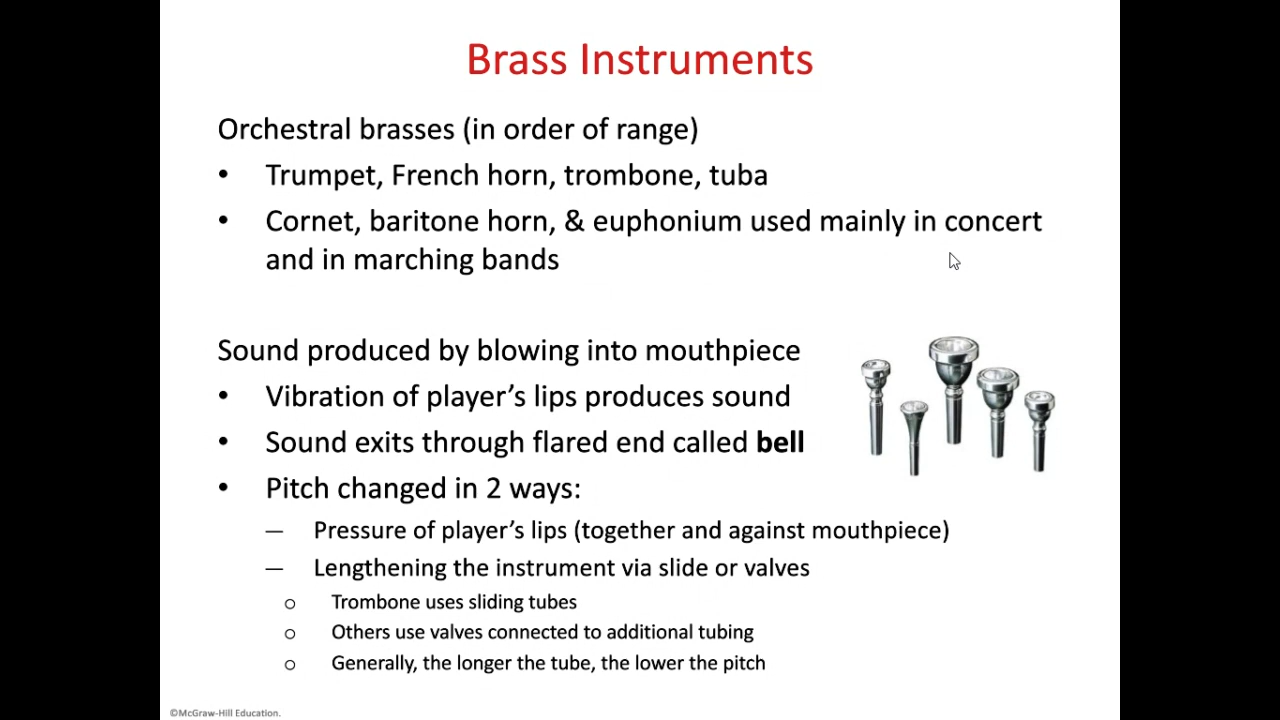 Brass Instruments
Orchestral brasses (in order of range)
• Trumpet, French horn, trombone, tuba
• Cornet, baritone horn, & euphonium used mainly in concert
and in marching bands
Sound produced by blowing into mouthpiece
• Vibration of player’s lips produces sound
• Sound exits through flared end called bell
• Pitch changed in 2 ways:
— Pressure of player’s lips (together and against mouthpiece)
— Lengthening the instrument via slide or valves
o Trombone uses sliding tubes
o Others use valves connected to additional tubing
o Generally, the longer the tube, the lower the pitch
©McGraw-Hill Education.